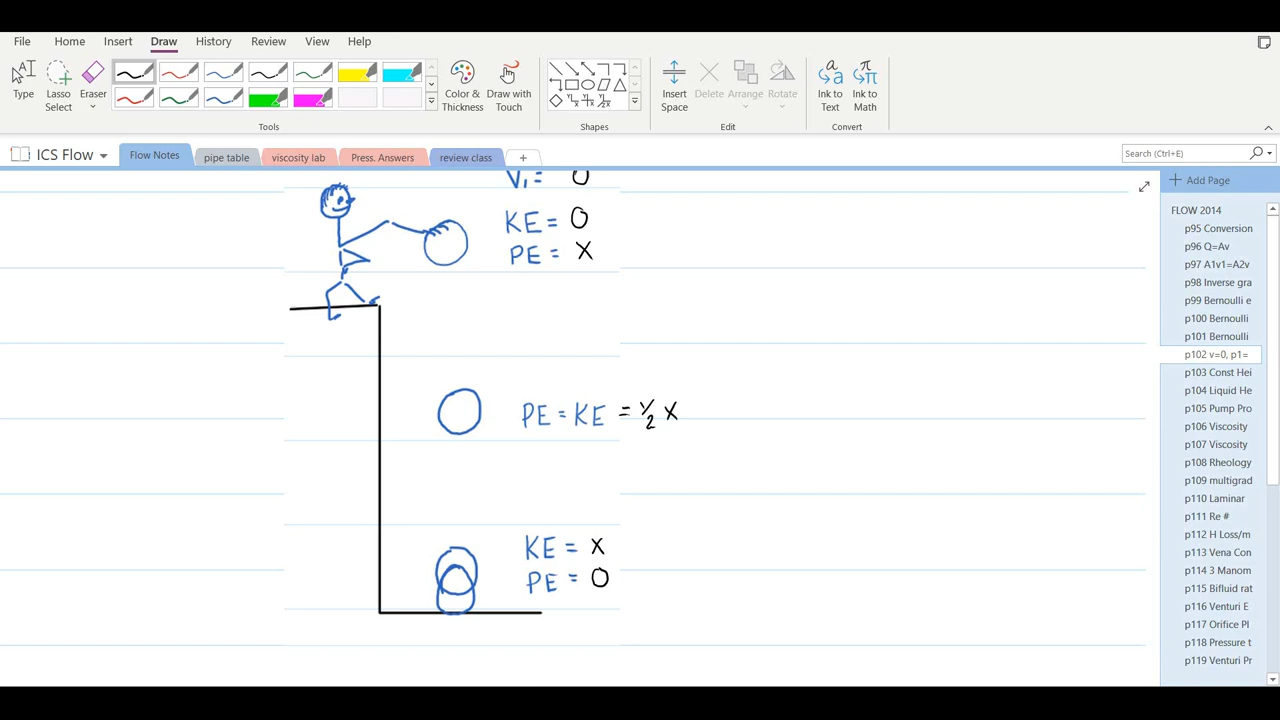 File Home Insert Draw History Review View Help
Type Lasso Select Eraser Color & Thickness Draw with Touch Insert Space Delete Arrange Rotate Ink to Text Ink to Math
Tools Shapes Edit Convert
ICS Flow Flow Notes pipe table viscosity lab Press. Answers review class + Search (Ctrl+E)
V₁ = 0
KE = 0
PE = X
PE = KE = 1/2 X
KE = X
PE = 0
Add Page
FLOW 2014
p95 Conversion
p96 Q=Av
p97 A1v1=A2v
p98 Inverse gra
p99 Bernoulli e
p100 Bernoulli
p101 Bernoulli
p102 v=0, p1=
p103 Const Hei
p104 Liquid He
p105 Pump Pro
p106 Viscosity
p107 Viscosity
p108 Rheology
p109 multigrad
p110 Laminar
p111 Re #
p112 H Loss/m
p113 Vena Con
p114 3 Manom
p115 Bifluid rat
p116 Venturi E
p117 Orifice Pl
p118 Pressure t
p119 Venturi Pr